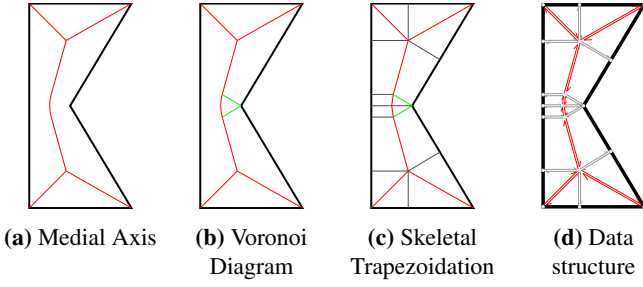 (a) Medial Axis
(b) Voronoi
Diagram
(c) Skeletal
Trapezoidation
(d) Data
structure